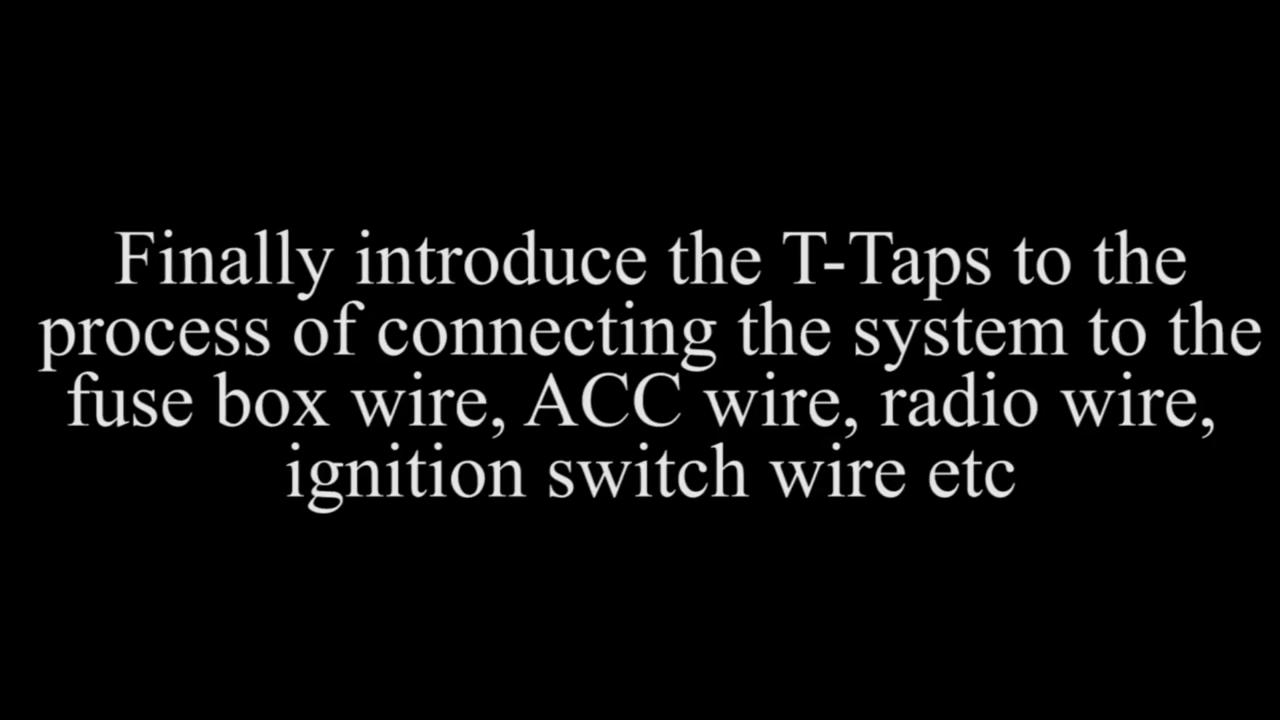 Finally introduce the T-Taps to the
process of connecting the system to the
fuse box wire, ACC wire, radio wire,
ignition switch wire etc